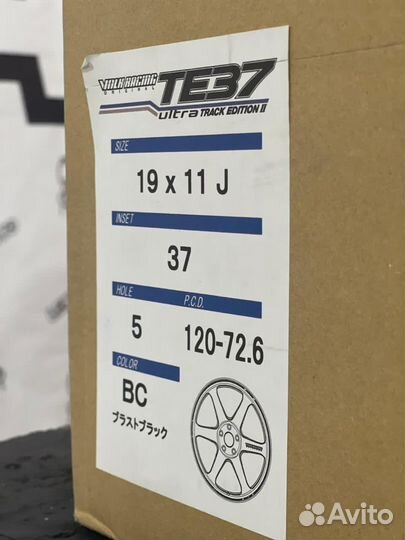 VOLK RACING TE37
ORIGINAL
ultra TRACK EDITION II
SIZE
19 x 11 J
INSET
37
HOLE P.C.D.
5 120-72.6
COLOR
BC
ブラストブラック
Avito